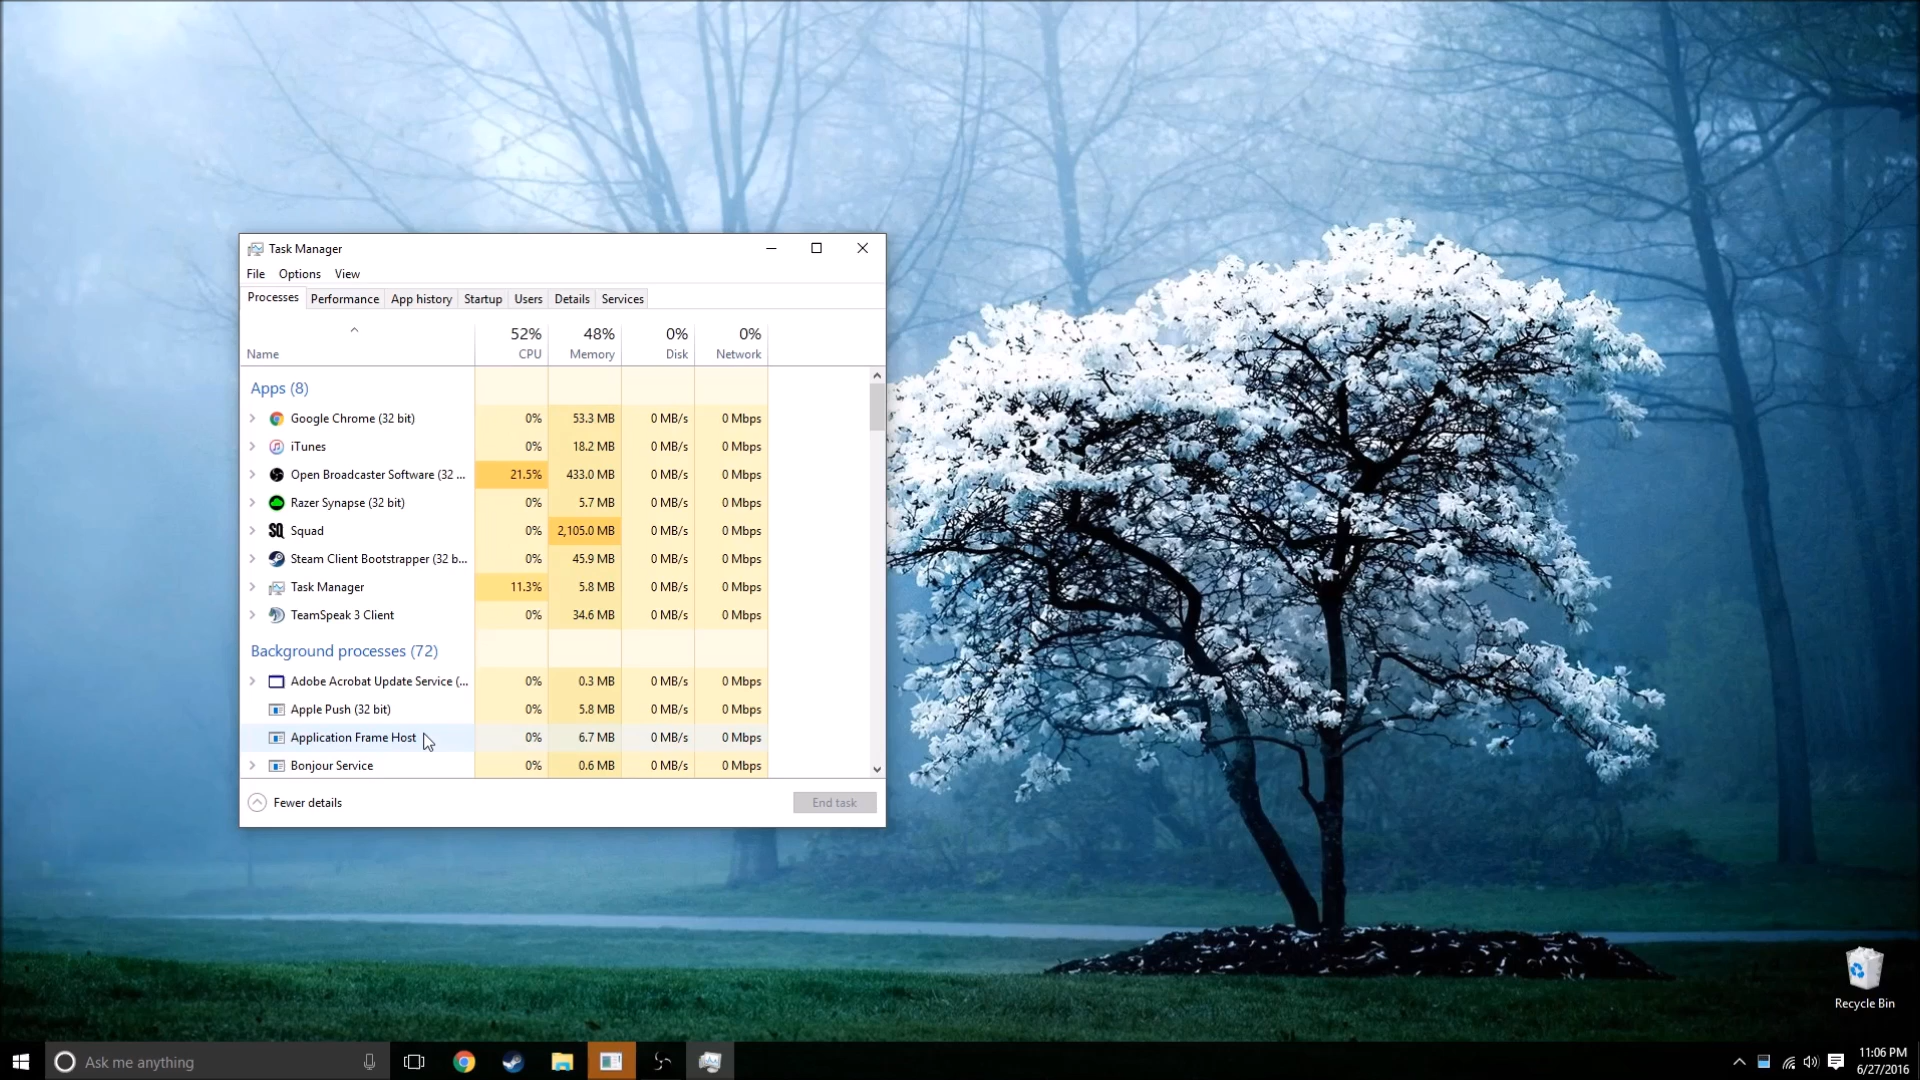 Task Manager
File Options View
Processes Performance App history Startup Users Details Services
52% 48% 0% 0%
Name CPU Memory Disk Network
Apps (8)
Google Chrome (32 bit) 0% 53.3 MB 0 MB/s 0 Mbps
iTunes 0% 18.2 MB 0 MB/s 0 Mbps
Open Broadcaster Software (32 ... 21.5% 433.0 MB 0 MB/s 0 Mbps
Razer Synapse (32 bit) 0% 5.7 MB 0 MB/s 0 Mbps
SQ Squad 0% 2,105.0 MB 0 MB/s 0 Mbps
Steam Client Bootstrapper (32 b... 0% 45.9 MB 0 MB/s 0 Mbps
Task Manager 11.3% 5.8 MB 0 MB/s 0 Mbps
TeamSpeak 3 Client 0% 34.6 MB 0 MB/s 0 Mbps
Background processes (72)
Adobe Acrobat Update Service (... 0% 0.3 MB 0 MB/s 0 Mbps
Apple Push (32 bit) 0% 5.8 MB 0 MB/s 0 Mbps
Application Frame Host 0% 6.7 MB 0 MB/s 0 Mbps
Bonjour Service 0% 0.6 MB 0 MB/s 0 Mbps
Fewer details End task
Recycle Bin
Ask me anything 11:06 PM
6/27/2016